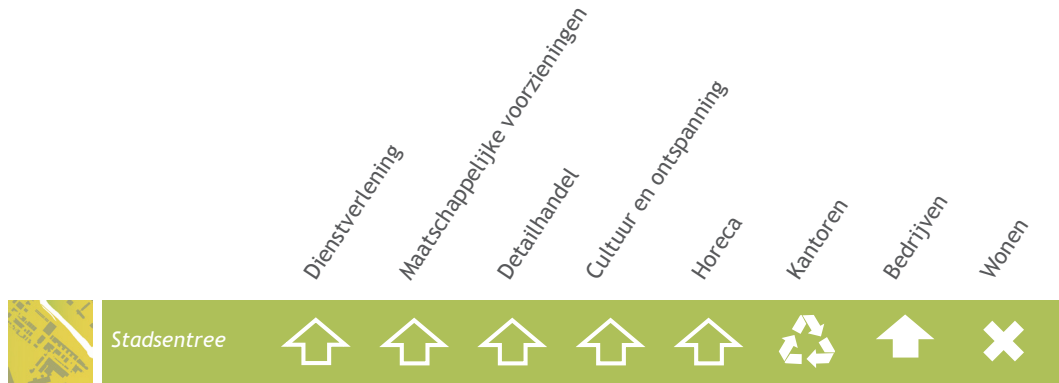 Dienstverlening
Maatschappelijke voorzieningen
Detailhandel
Cultuur en ontspanning
Horeca
Kantoren
Bedrijven
Wonen
Stadsentree